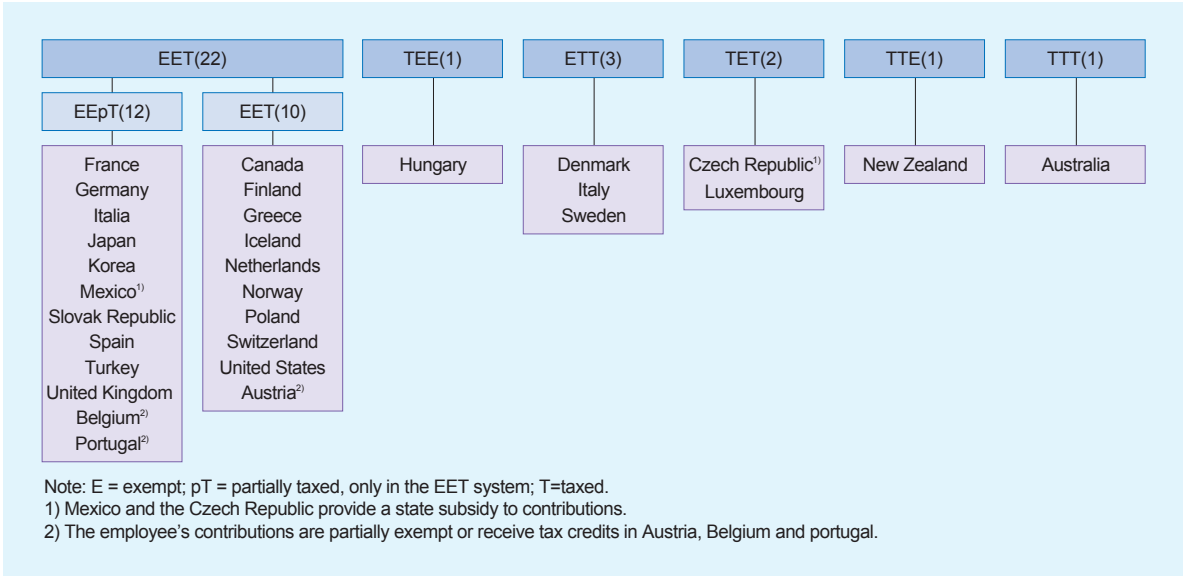 EET(22)
TEE(1)
ETT(3)
TET(2)
TTE(1)
TTT(1)
EEpT(12)
EET(10)
France
Germany
Italia
Japan
Korea
Mexico1)
Slovak Republic
Spain
Turkey
United Kingdom
Belgium2)
Portugal2)
Canada
Finland
Greece
Iceland
Netherlands
Norway
Poland
Switzerland
United States
Austria2)
Hungary
Denmark
Italy
Sweden
Czech Republic1)
Luxembourg
New Zealand
Australia
Note: E = exempt; pT = partially taxed, only in the EET system; T=taxed.
1) Mexico and the Czech Republic provide a state subsidy to contributions.
2) The employee's contributions are partially exempt or receive tax credits in Austria, Belgium and portugal.